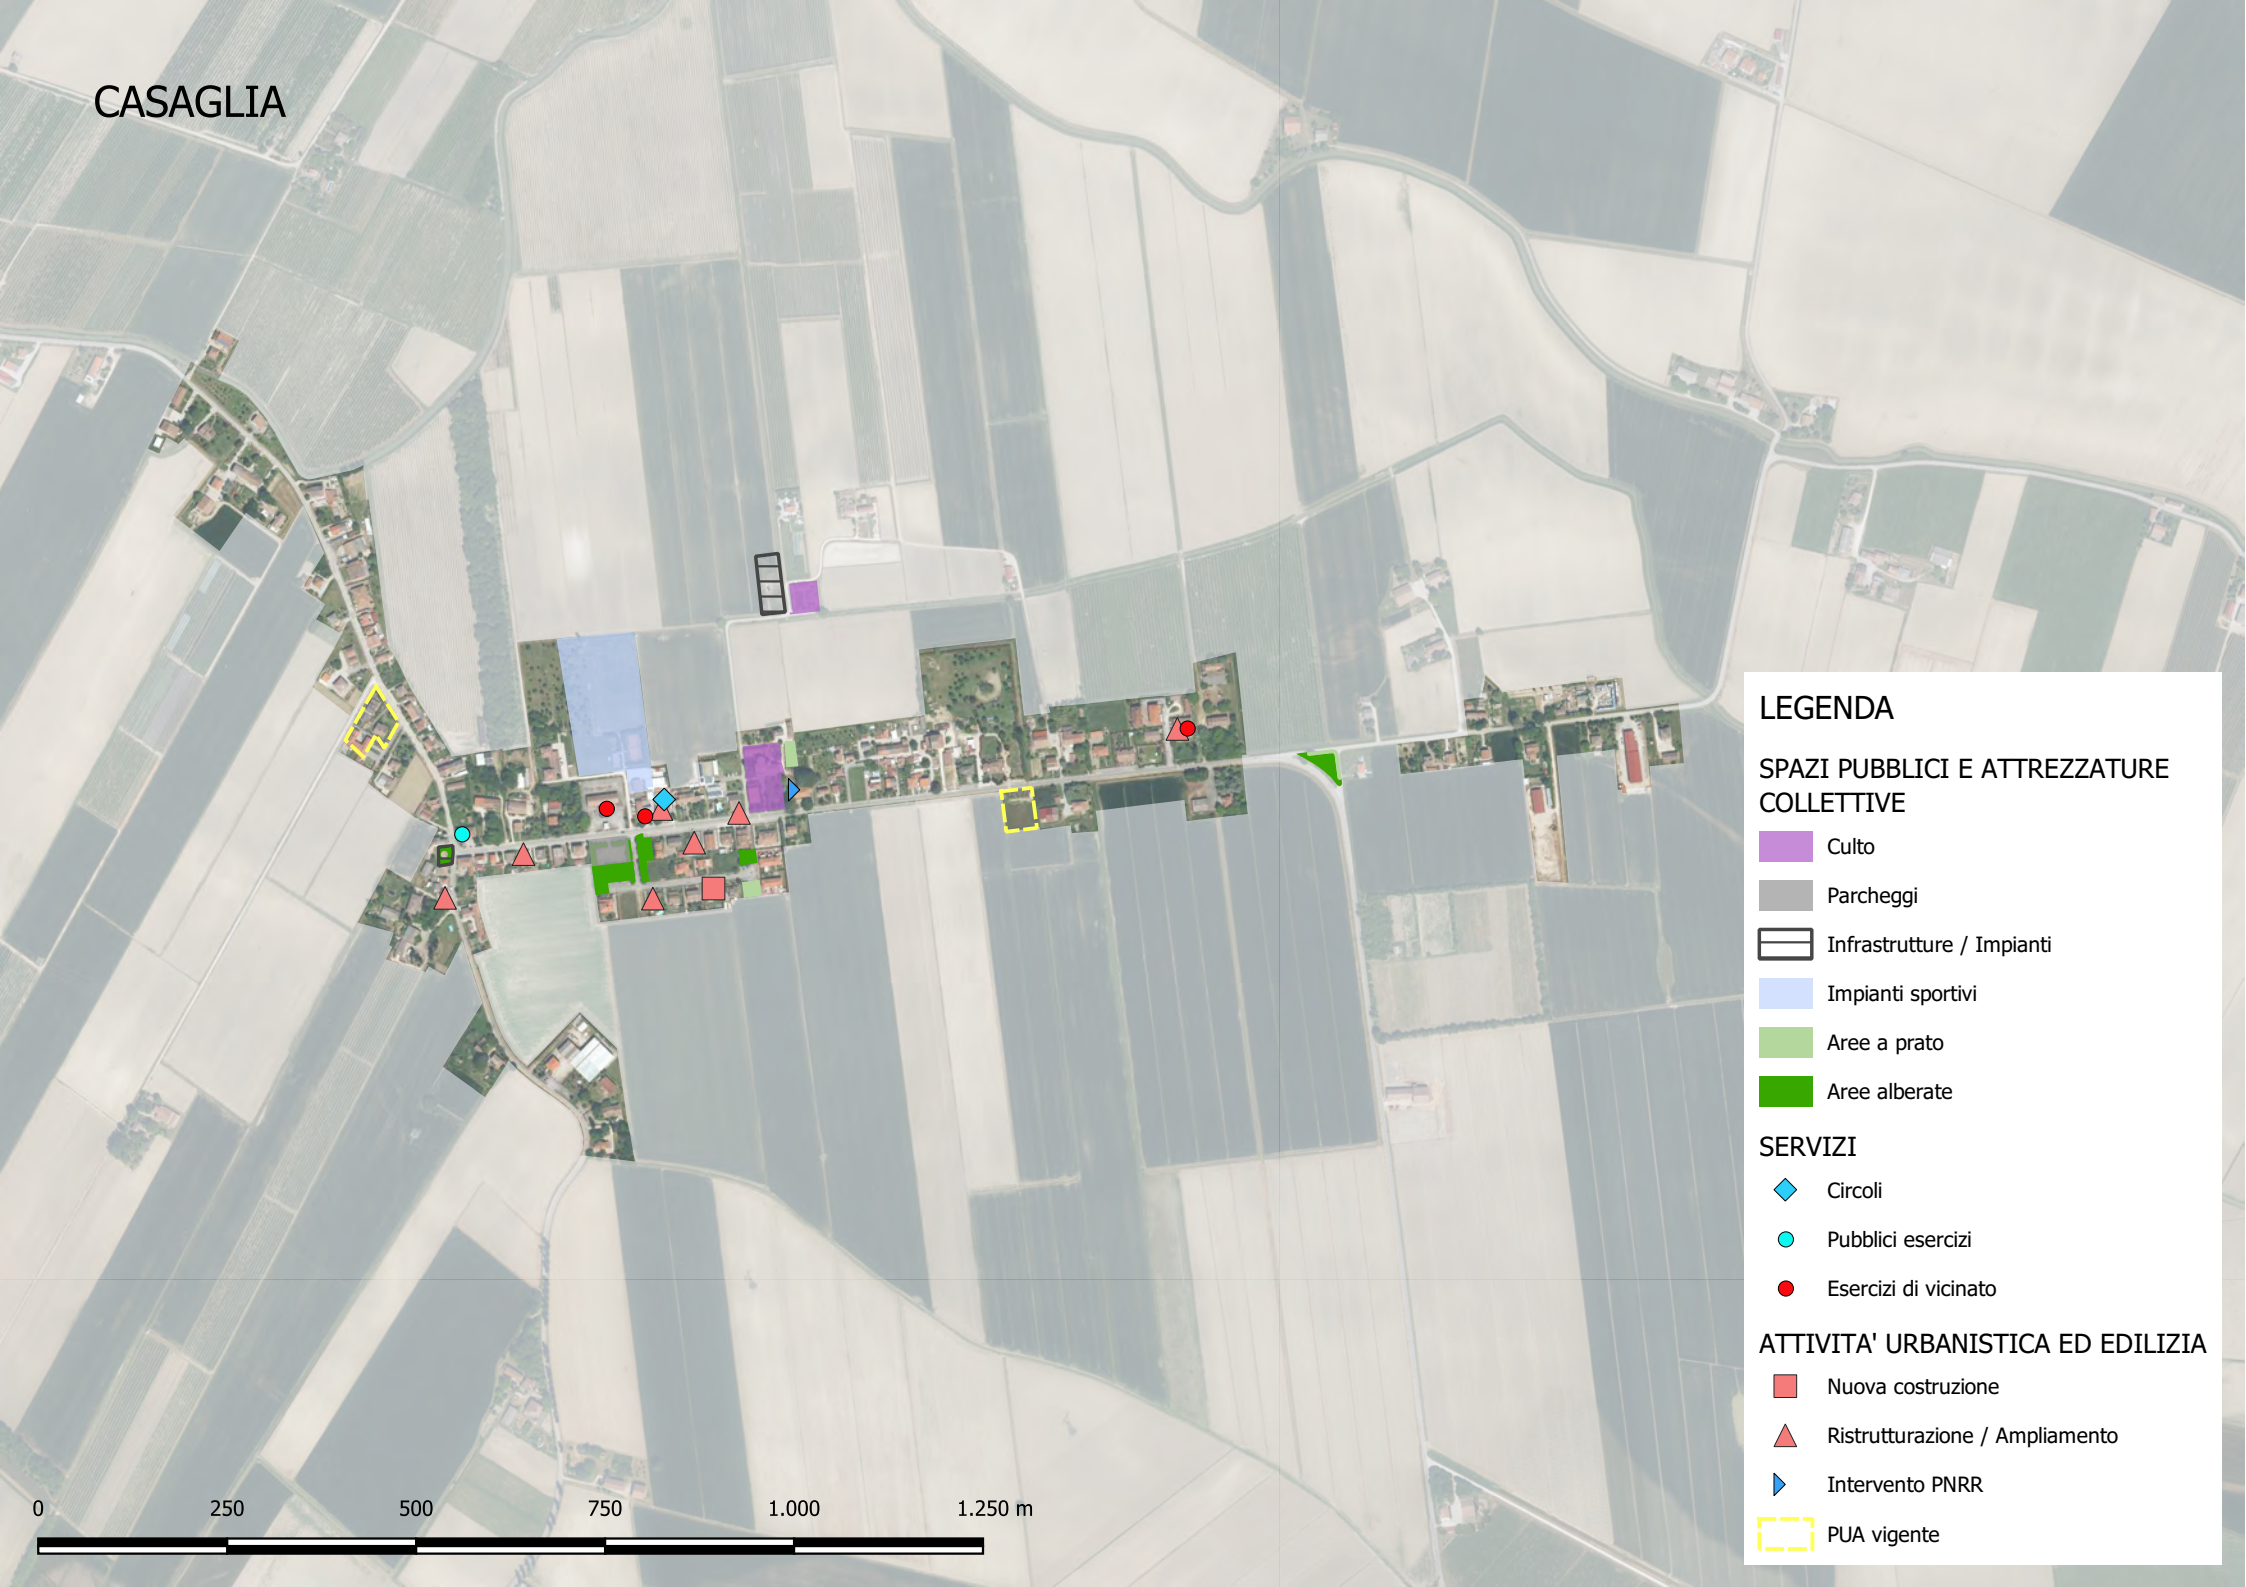 CASAGLIA
LEGENDA
SPAZI PUBBLICI E ATTREZZATURE
COLLETTIVE
Culto
Parcheggi
Infrastrutture / Impianti
Impianti sportivi
Aree a prato
Aree alberate
SERVIZI
Circoli
Pubblici esercizi
Esercizi di vicinato
ATTIVITA' URBANISTICA ED EDILIZIA
Nuova costruzione
Ristrutturazione / Ampliamento
Intervento PNRR
PUA vigente
0 250 500 750 1.000 1.250 m